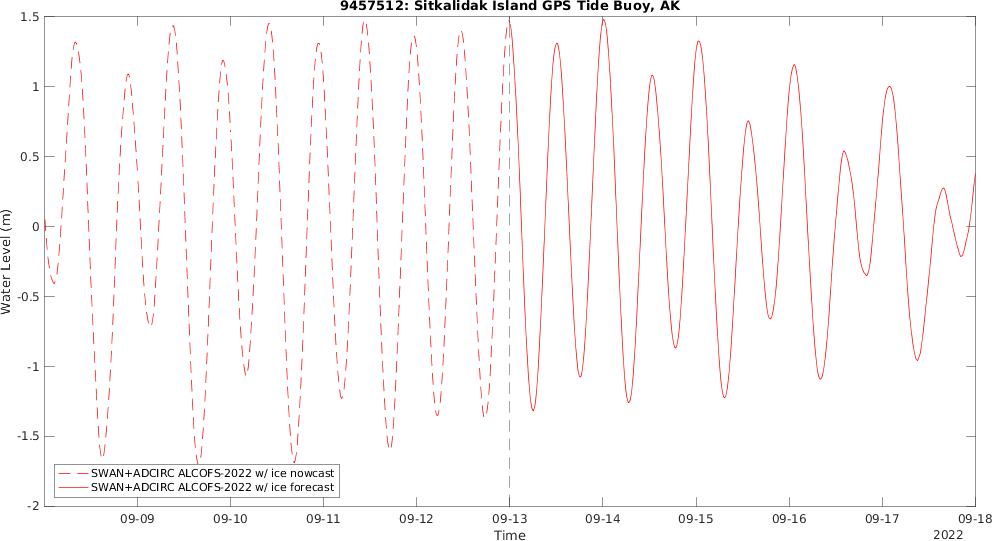 9457512: Sitkalidak Island GPS Tide Buoy, AK
1.5
1
0.5
0
-0.5
-1
-1.5
-2
Water Level (m)
SWAN+ADCIRC ALCOFS-2022 w/ ice nowcast
SWAN+ADCIRC ALCOFS-2022 w/ ice forecast
09-09 09-10 09-11 09-12 09-13 09-14 09-15 09-16 09-17 09-18
Time
2022